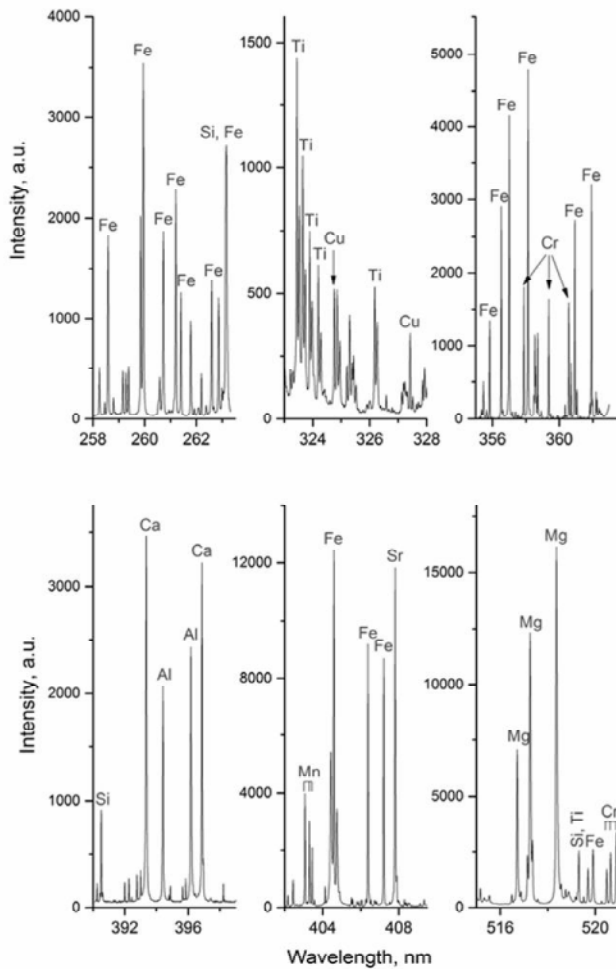 4000
3000
2000
1000
0
Intensity, a.u.
Fe
Fe
Fe
Fe
Fe
Fe
Si, Fe
258
260
262
1500
1000
500
0
Ti
Ti
Ti
Ti
Cu
Ti
Cu
324
326
328
5000
4000
3000
2000
1000
0
Fe
Fe
Fe
Fe
Cr
Fe
Fe
356
360
3000
2000
1000
0
Intensity, a.u.
Si
Ca
Al
Al
Ca
392
396
12000
8000
4000
0
Mn
Fe
Fe
Fe
Sr
404
408
15000
10000
5000
0
Mg
Mg
Mg
Si, Ti
Fe
Cr
516
520
Wavelength, nm